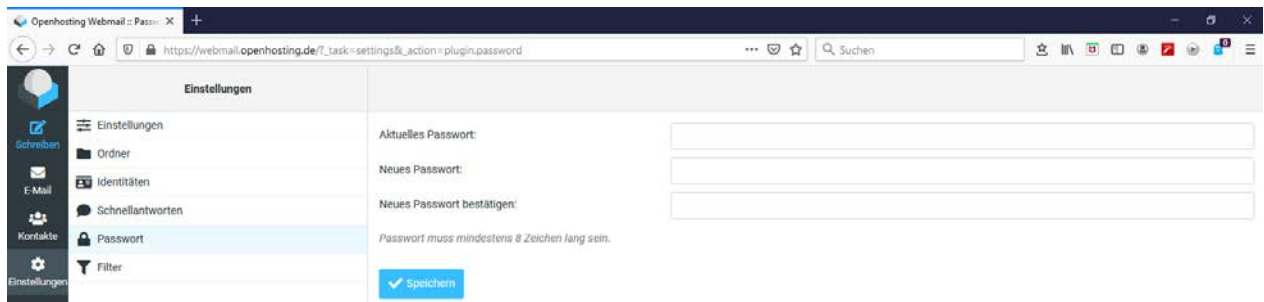 Openhosting Webmail :: Passw
https://webmail.openhosting.de/?_task=settings&_action=plugin.password
Suchen
0
Einstellungen
Schreiben
E-Mail
Kontakte
Einstellungen
Einstellungen
Ordner
Identitäten
Schnellantworten
Passwort
Filter
Aktuelles Passwort:
Neues Passwort:
Neues Passwort bestätigen:
Passwort muss mindestens 8 Zeichen lang sein.
Speichern